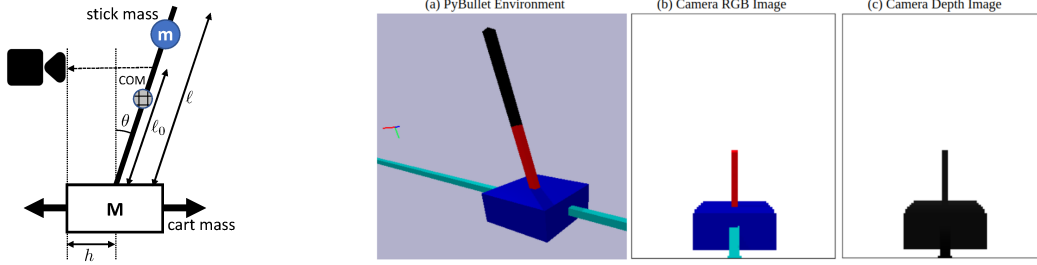 stick mass
m
COM
θ
ℓ₀
ℓ
M
cart mass
h
(a) PyBullet Environment
(b) Camera RGB Image
(c) Camera Depth Image